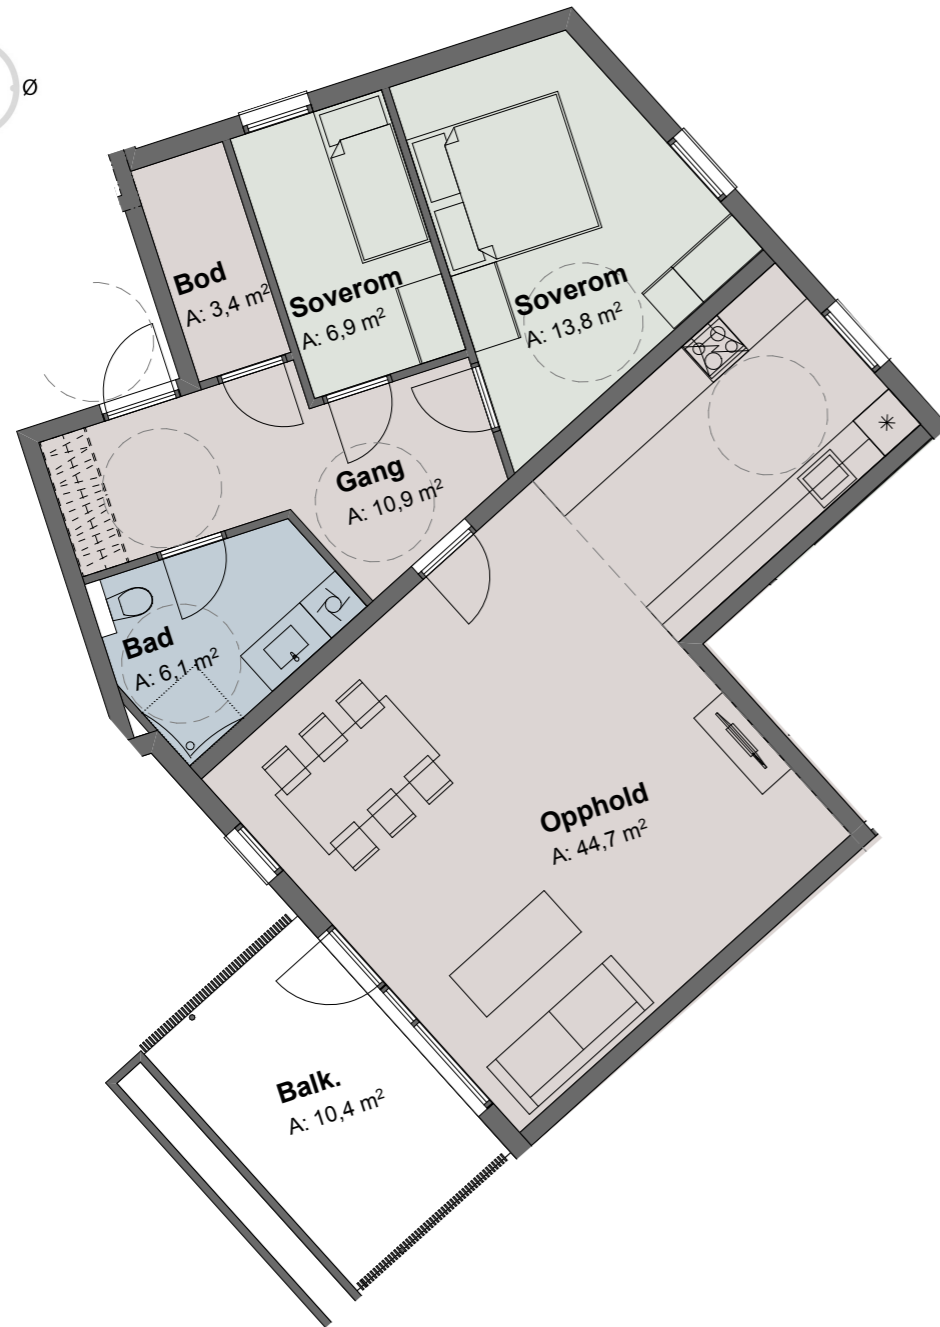 Ø
Bod
A: 3,4 m²
Soverom
A: 6,9 m²
Soverom
A: 13,8 m²
Gang
A: 10,9 m²
Bad
A: 6,1 m²
Opphold
A: 44,7 m²
Balk.
A: 10,4 m²